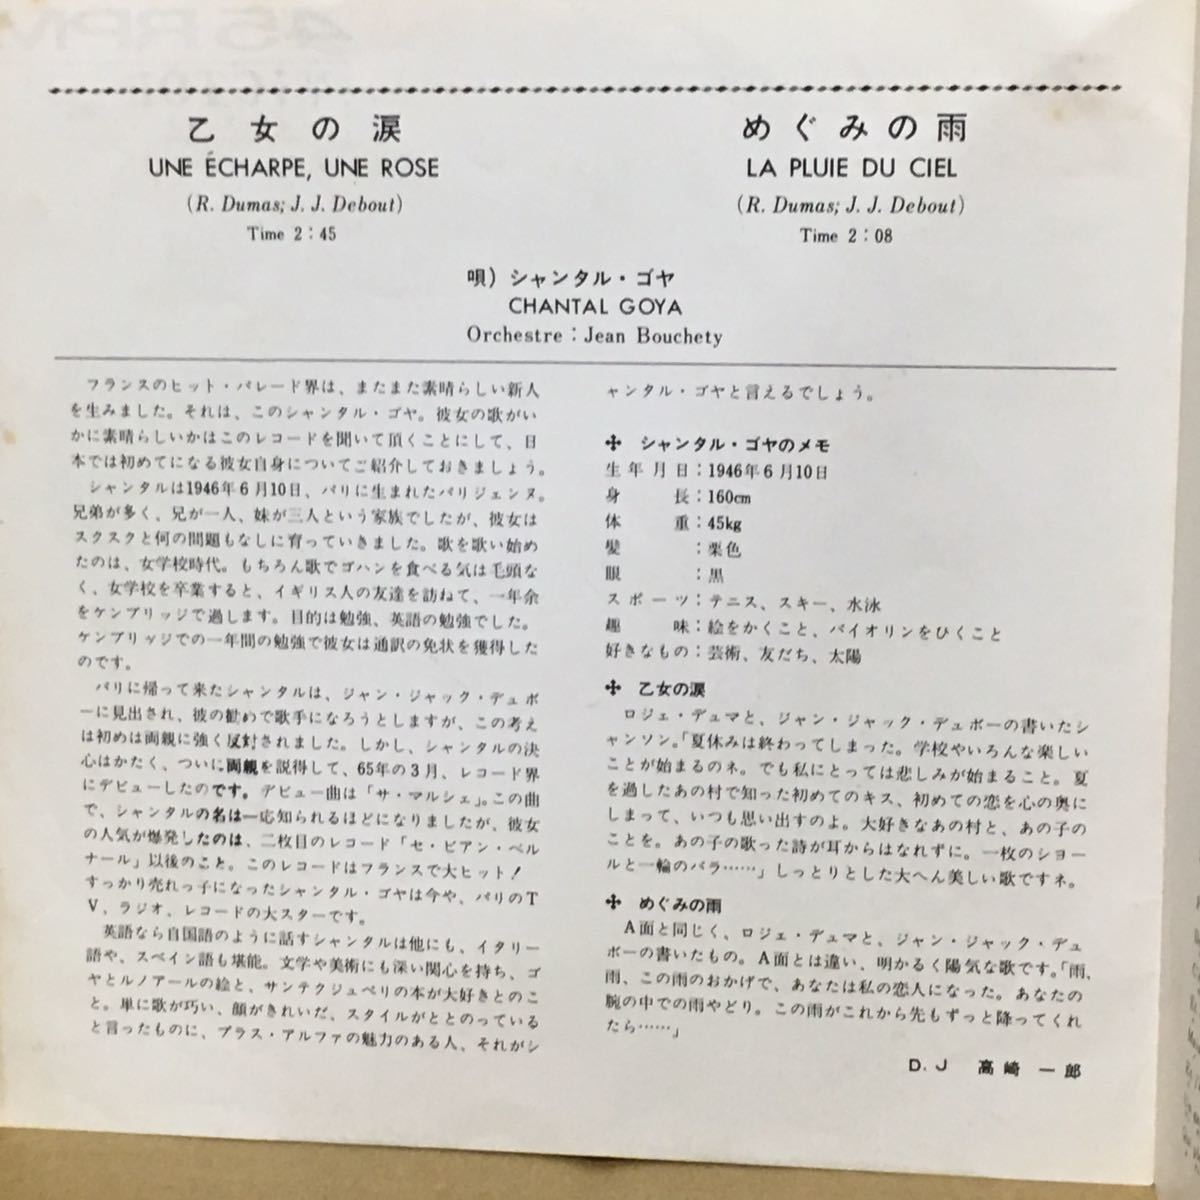 乙女の涙
UNE ÉCHARPE, UNE ROSE
(R. Dumas; J. J. Debout)
Time 2:45
めぐみの雨
LA PLUIE DU CIEL
(R. Dumas; J. J. Debout)
Time 2:08
唄) シャンタル・ゴヤ
CHANTAL GOYA
Orchestre : Jean Bouchety
フランスのヒット・パレード界は、またまた素晴らしい新人
を生みました。それは、このシャンタル・ゴヤ。彼女の歌がい
かに素晴らしいかはこのレコードを聞いて頂くことにして、日
本では初めてになる彼女自身についてご紹介しておきましょう。
シャンタルは1946年6月10日、パリに生まれたパリジェンヌ。
兄弟が多く、兄が一人、妹が三人という家族でしたが、彼女は
スクスクと何の問題もなしに育っていきました。歌を歌い始め
たのは、女学校時代。もちろん歌でゴハンを食べる気は毛頭な
く、女学校を卒業すると、イギリス人の友達を訪ねて、一年余
をケンブリッジで過します。目的は勉強、英語の勉強でした。
ケンブリッジでの一年間の勉強で彼女は通訳の免状を獲得した
のです。
パリに帰って来たシャンタルは、ジャン・ジャック・デュボ
ーに見出され、彼の勧めで歌手になろうとしますが、この考え
は初めは両親に強く反対されました。しかし、シャンタルの決
心はかたく、ついに両親を説得して、65年の3月、レコード界
にデビューしたのです。デビュー曲は「サ・マルシェ」。この曲
で、シャンタルの名は一応知られるほどになりましたが、彼女
の人気が爆発したのは、二枚目のレコード「セ・ビアン・ベル
ナール」以後のこと。このレコードはフランスで大ヒット!
すっかり売れっ子になったシャンタル・ゴヤは今や、パリのT
V、ラジオ、レコードの大スターです。
英語なら自国語のように話すシャンタルは他にも、イタリー
語や、スペイン語も堪能。文学や美術にも深い関心を持ち、ゴ
ヤとルノアールの絵と、サンテクジュペリの本が大好きとのこ
と。単に歌が巧い、顔がきれいだ、スタイルがととのっている
と言ったものに、プラス・アルファの魅力のある人、それがシ
ャンタル・ゴヤと言えるでしょう。
✣ シャンタル・ゴヤのメモ
生年月日：1946年6月10日
身長：160cm
体重：45kg
髪：栗色
眼：黒
スポーツ：テニス、スキー、水泳
趣味：絵をかくこと、バイオリンをひくこと
好きなもの：芸術、友だち、太陽
✣ 乙女の涙
ロジェ・デュマと、ジャン・ジャック・デュボーの書いたシ
ャンソン。「夏休みは終わってしまった。学校やいろんな楽しい
ことが始まるのネ。でも私にとっては悲しみが始まること。夏
を過したあの村で知った初めてのキス、初めての恋を心の奥に
しまって、いつも思い出すのよ。大好きなあの村と、あの子の
ことを。あの子の歌った詩が耳からはなれずに。一枚のショー
ルと一輪のバラ……」しっとりとした大へん美しい歌ですネ。
✣ めぐみの雨
A面と同じく、ロジェ・デュマと、ジャン・ジャック・デュ
ボーの書いたもの。A面とは違い、明かるく陽気な歌です。「雨、
雨、この雨のおかげで、あなたは私の恋人になった。あなたの
腕の中での雨やどり。この雨がこれから先もずっと降ってくれ
たら……」
D.J 高崎一郎